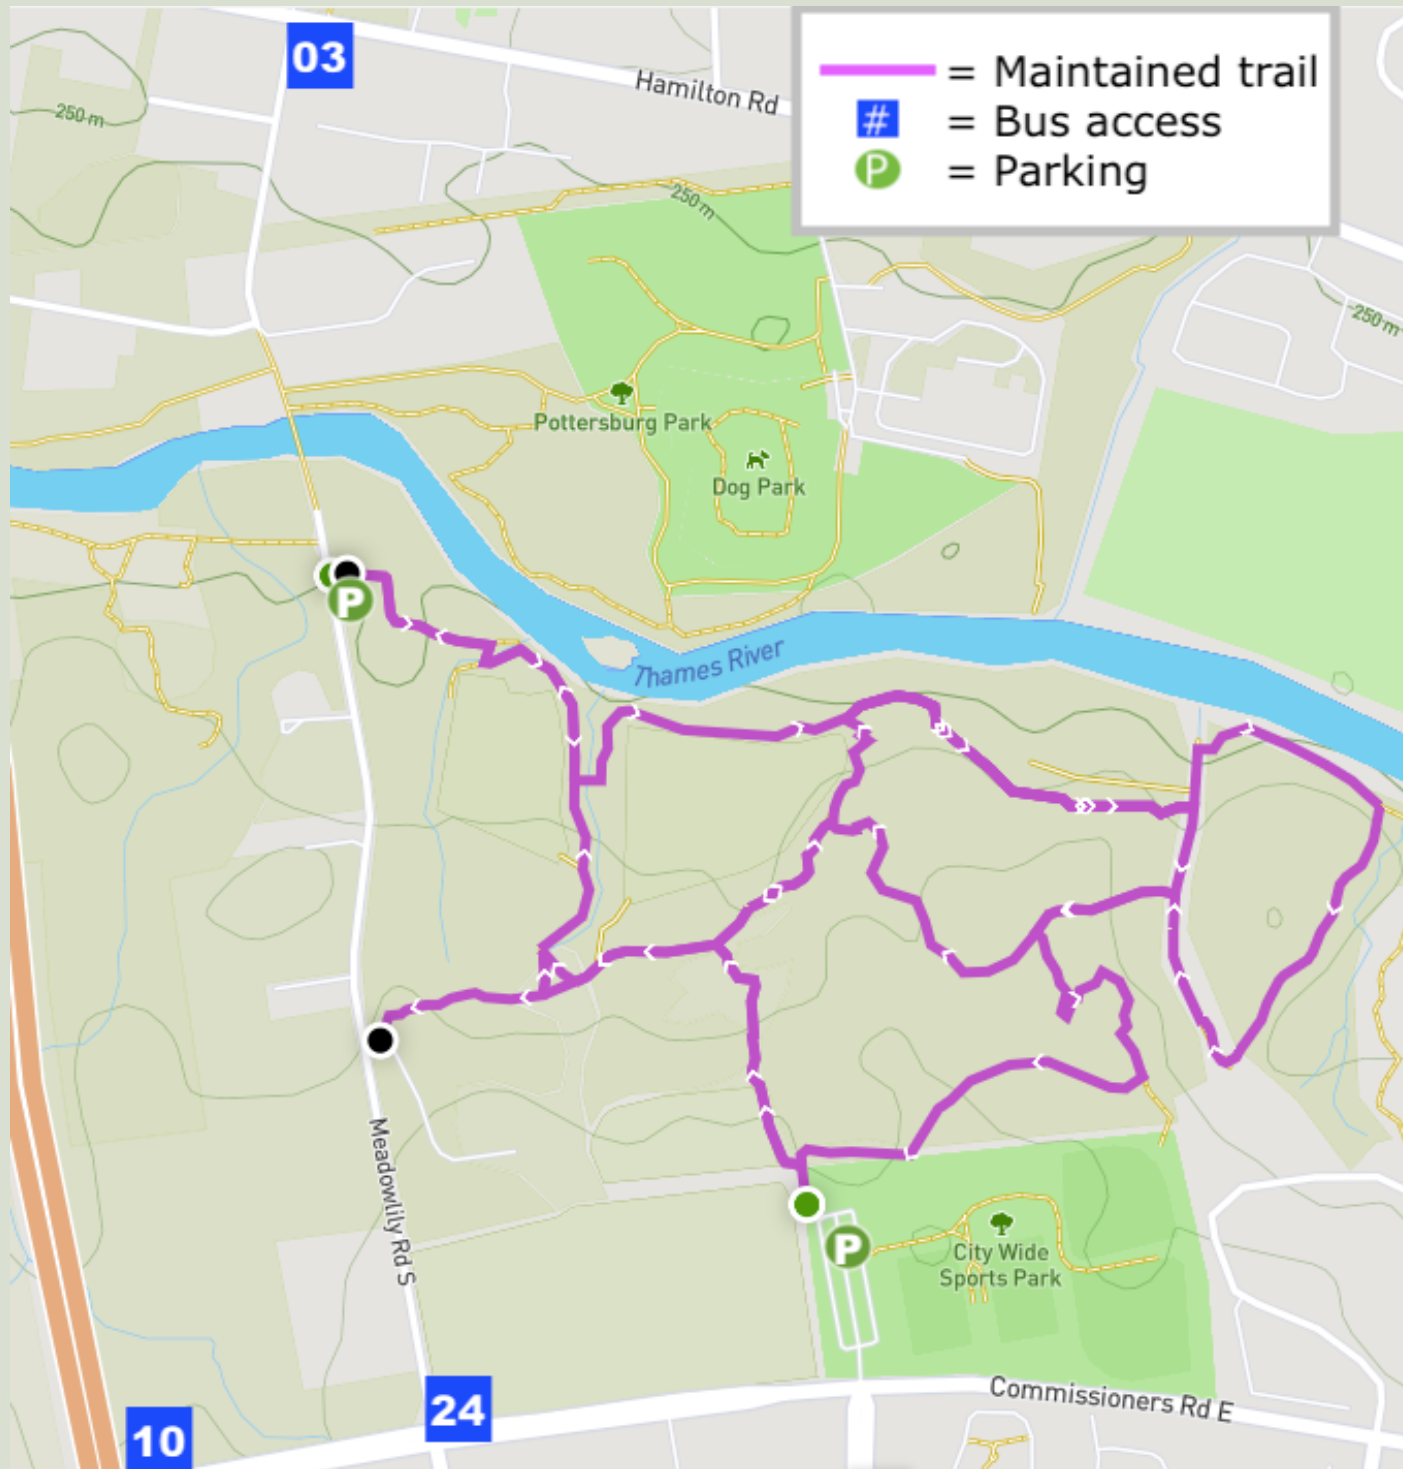 03
Hamilton Rd
= Maintained trail
#
= Bus access
P
= Parking
250 m
250 m
250 m
Pottersburg Park
Dog Park
P
Thames River
Meadowlily Rd S
P
City Wide
Sports Park
Commissioners Rd E
24
10